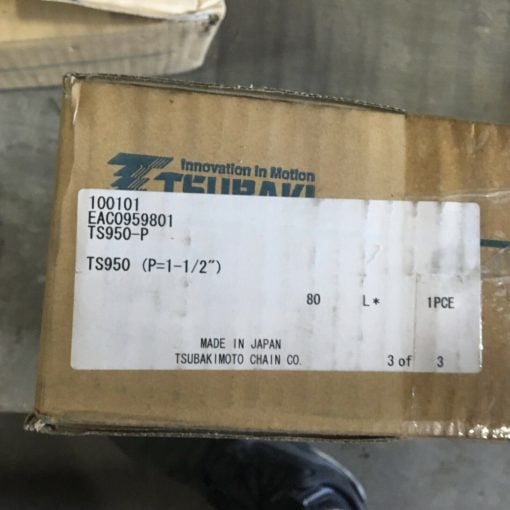 Innovation in Motion
TSUBAKI
100101
EAC0959801
TS950-P
TS950 (P=1-1/2")
80 L* 1PCE
MADE IN JAPAN
TSUBAKIMOTO CHAIN CO. 3 of 3